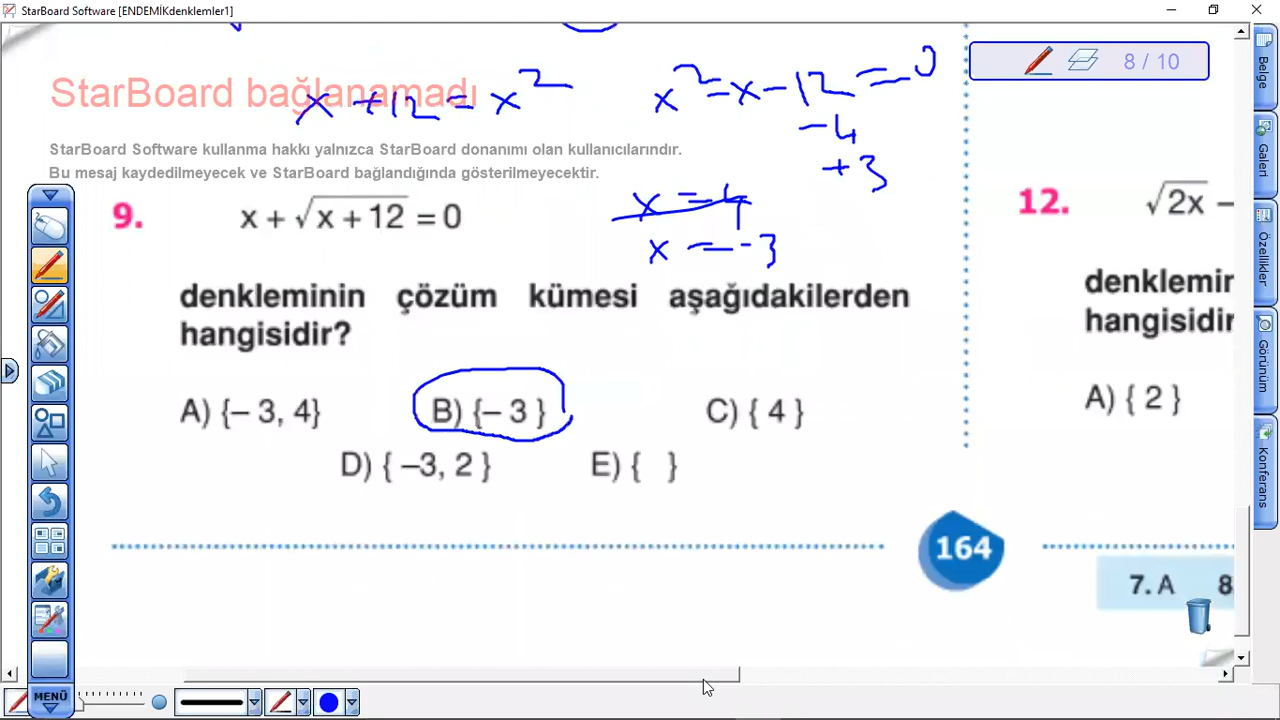 StarBoard Software [ENDEMİKdenklemler1]
8 / 10
StarBoard bağlanamadı
x + 12 = x²
x² = x − 12 = 0
− 4
+ 3
StarBoard Software kullanma hakkı yalnızca StarBoard donanımı olan kullanıcılarındır.
Bu mesaj kaydedilmeyecek ve StarBoard bağlandığında gösterilmeyecektir.
x = 4
x = −3
9. x + √x + 12 = 0
denkleminin çözüm kümesi aşağıdakilerden
hangisidir?
A) {– 3, 4} B) {– 3 } C) { 4 }
D) { –3, 2 } E) { }
164
12. √2x –
denklemin
hangisidir
A) { 2 }
7. A 8
MENÜ
Belge
Galeri
Özellikler
Görünüm
Konferans